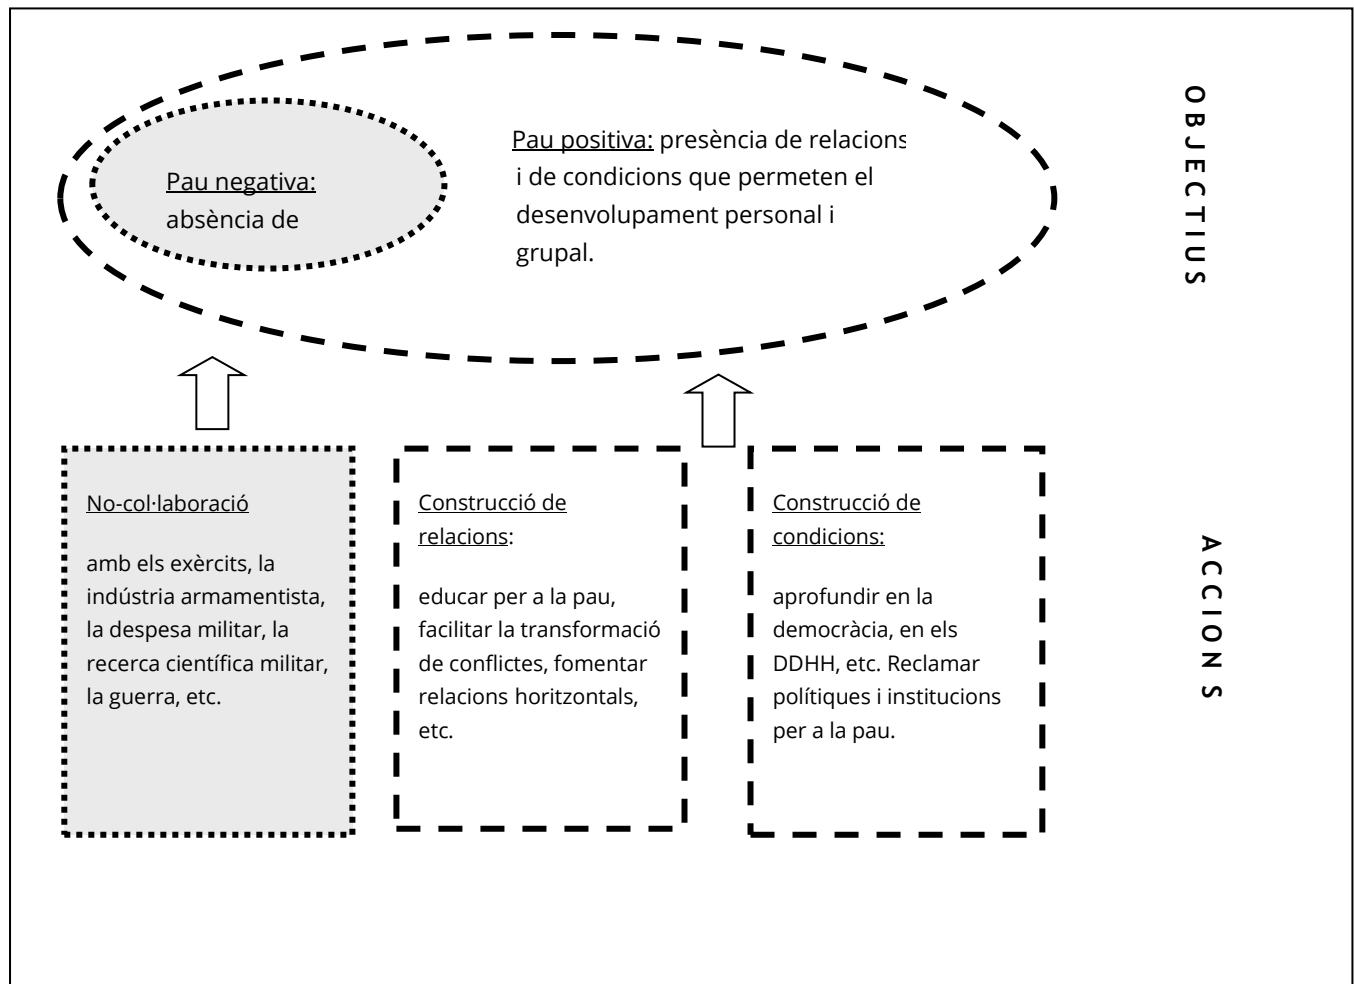 Pau negativa:
absència de
Pau positiva: presència de relacions
i de condicions que permeten el
desenvolupament personal i
grupal.
OBJECTIUS
No-col·laboració
amb els exèrcits, la
indústria armamentista,
la despesa militar, la
recerca científica militar,
la guerra, etc.
Construcció de
relacions:
educar per a la pau,
facilitar la transformació
de conflictes, fomentar
relacions horitzontals,
etc.
Construcció de
condicions:
aprofundir en la
democràcia, en els
DDHH, etc. Reclamar
polítiques i institucions
per a la pau.
ACCION S